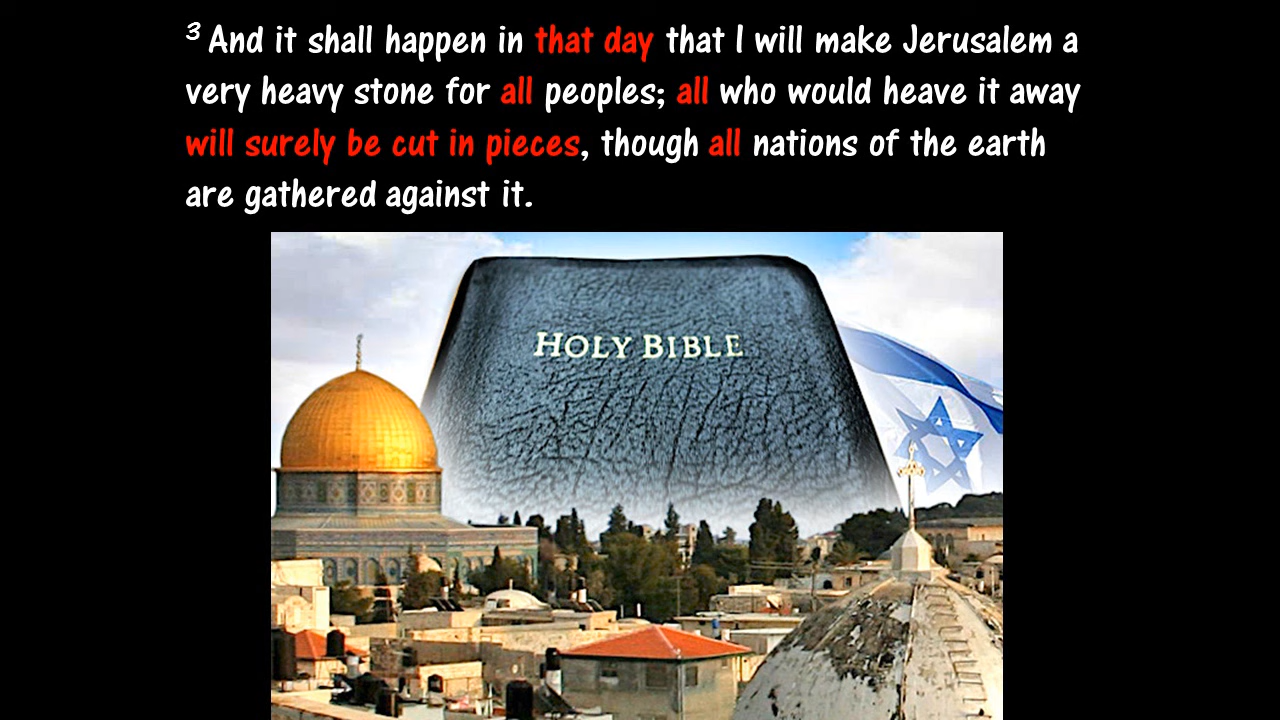 3 And it shall happen in that day that I will make Jerusalem a
very heavy stone for all peoples; all who would heave it away
will surely be cut in pieces, though all nations of the earth
are gathered against it.
HOLY BIBLE